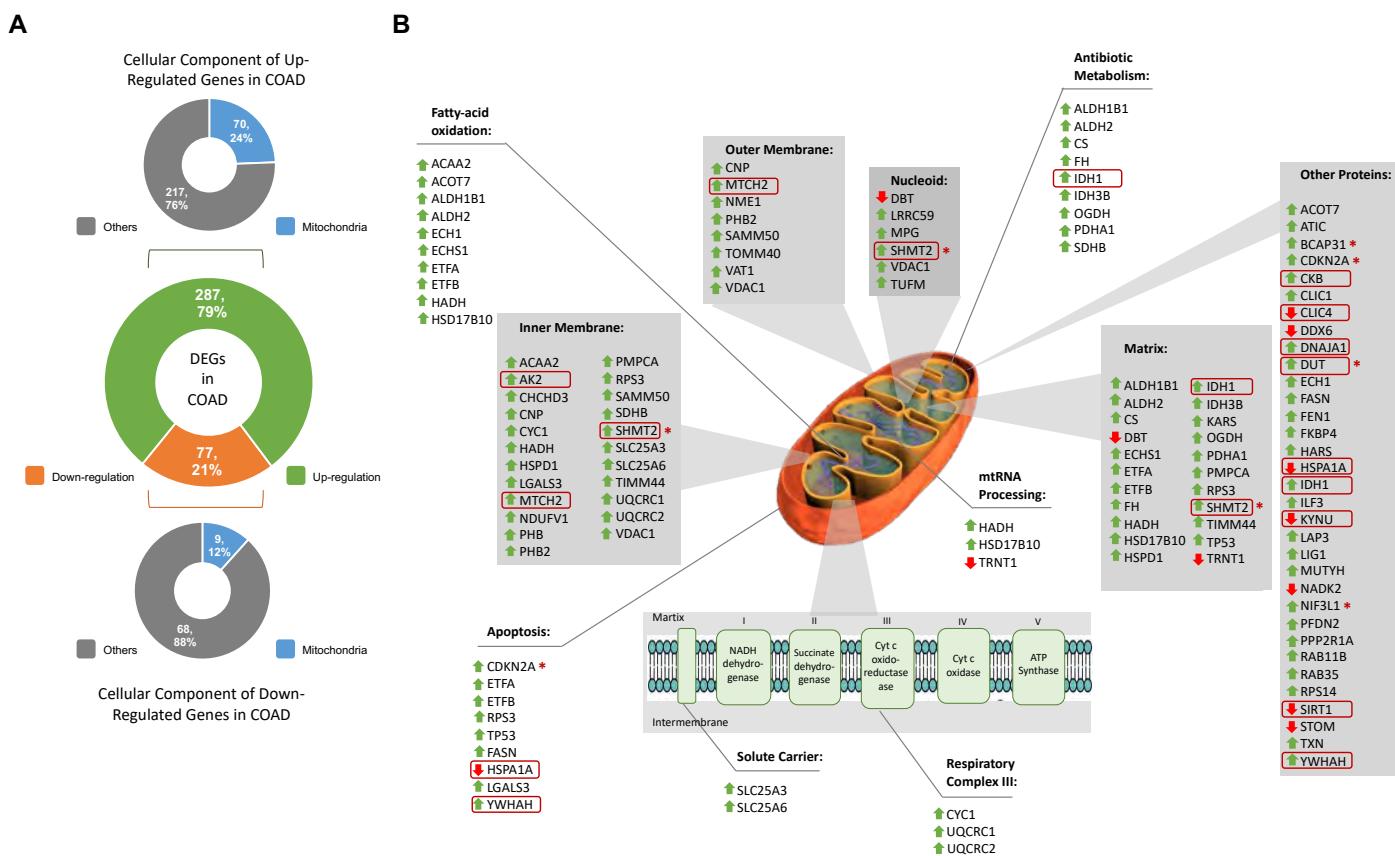 A
B
Cellular Component of Up-
Regulated Genes in COAD
70,
24%
217,
76%
Others
Mitochondria
287,
79%
DEGs
in
COAD
77,
21%
Down-regulation
Up-regulation
9,
12%
68,
88%
Others
Mitochondria
Cellular Component of Down-
Regulated Genes in COAD
Fatty-acid
oxidation:
ACAA2
ACOT7
ALDH1B1
ALDH2
ECH1
ECHS1
ETFA
ETFB
HADH
HSD17B10
Outer Membrane:
CNP
MTCH2
NME1
PHB2
SAMM50
TOMM40
VAT1
VDAC1
Nucleoid:
DBT
LRRC59
MPG
SHMT2 *
VDAC1
TUFM
Antibiotic
Metabolism:
ALDH1B1
ALDH2
CS
FH
IDH1
IDH3B
OGDH
PDHA1
SDHB
Other Proteins:
ACOT7
ATIC
BCAP31 *
CDKN2A *
CKB
CLIC1
CLIC4
DDX6
DNAJA1
DUT *
ECH1
FASN
FEN1
FKBP4
HARS
HSPA1A
IDH1
ILF3
KYNU
LAP3
LIG1
MUTYH
NADK2
NIF3L1 *
PFDN2
PPP2R1A
RAB11B
RAB35
RPS14
SIRT1
STOM
TXN
YWHAH
Inner Membrane:
ACAA2
AK2
CHCHD3
CNP
CYC1
HADH
HSPD1
LGALS3
MTCH2
NDUFV1
PHB
PHB2
PMPCA
RPS3
SAMM50
SDHB
SHMT2 *
SLC25A3
SLC25A6
TIMM44
UQCRC1
UQCRC2
VDAC1
Matrix:
ALDH1B1
ALDH2
CS
DBT
ECHS1
ETFA
ETFB
FH
HADH
HSD17B10
HSPD1
IDH1
IDH3B
KARS
OGDH
PDHA1
PMPCA
RPS3
SHMT2 *
TIMM44
TP53
TRNT1
mtRNA
Processing:
HADH
HSD17B10
TRNT1
Apoptosis:
CDKN2A *
ETFA
ETFB
RPS3
TP53
FASN
HSPA1A
LGALS3
YWHAH
Martix
I
II
III
IV
V
NADH
dehydro-
genase
Succinate
dehydro-
genase
Cyt c
oxido-
reductase
ase
Cyt c
oxidase
ATP
Synthase
Intermembrane
Solute Carrier:
SLC25A3
SLC25A6
Respiratory
Complex III:
CYC1
UQCRC1
UQCRC2